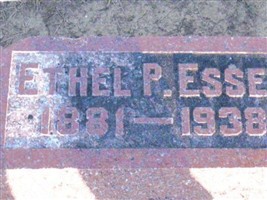 ETHEL P. ESSE
1881 — 1938